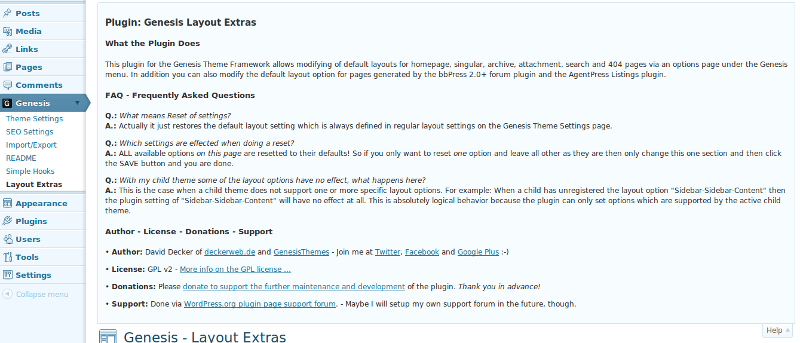 Posts
Media
Links
Pages
Comments
Genesis
Theme Settings
SEO Settings
Import/Export
README
Simple Hooks
Layout Extras
Appearance
Plugins
Users
Tools
Settings
Collapse menu
Plugin: Genesis Layout Extras
What the Plugin Does
This plugin for the Genesis Theme Framework allows modifying of default layouts for homepage, singular, archive, attachment, search and 404 pages via an options page under the Genesis
menu. In addition you can also modify the default layout option for pages generated by the bbPress 2.0+ forum plugin and the AgentPress Listings plugin.
FAQ - Frequently Asked Questions
Q.: What means Reset of settings?
A.: Actually it just restores the default layout setting which is always defined in regular layout settings on the Genesis Theme Settings page.
Q.: Which settings are effected when doing a reset?
A.: ALL available options on this page are resetted to their defaults! So if you only want to reset one option and leave all other as they are then only change this one section and then click
the SAVE button and you are done.
Q.: With my child theme some of the layout options have no effect, what happens here?
A.: This is the case when a child theme does not support one or more specific layout options. For example: When a child has unregistered the layout option "Sidebar-Sidebar-Content" then
the plugin setting of "Sidebar-Sidebar-Content" will have no effect at all. This is absolutely logical behavior because the plugin can only set options which are supported by the active child
theme.
Author - License - Donations - Support
• Author: David Decker of deckerweb.de and GenesisThemes - Join me at Twitter, Facebook and Google Plus :-)
• License: GPL v2 - More info on the GPL license ...
• Donations: Please donate to support the further maintenance and development of the plugin. Thank you in advance!
• Support: Done via WordPress.org plugin page support forum. - Maybe I will setup my own support forum in the future, though.
Help
Genesis - Layout Extras